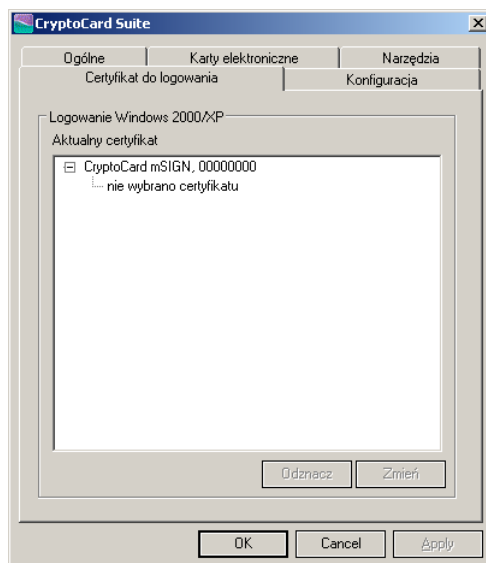 CryptoCard Suite
Ogólne
Karty elektroniczne
Narzędzia
Certyfikat do logowania
Konfiguracja
Logowanie Windows 2000/XP
Aktualny certyfikat
CryptoCard mSIGN, 00000000
nie wybrano certyfikatu
Odznacz
Zmień
OK
Cancel
Apply